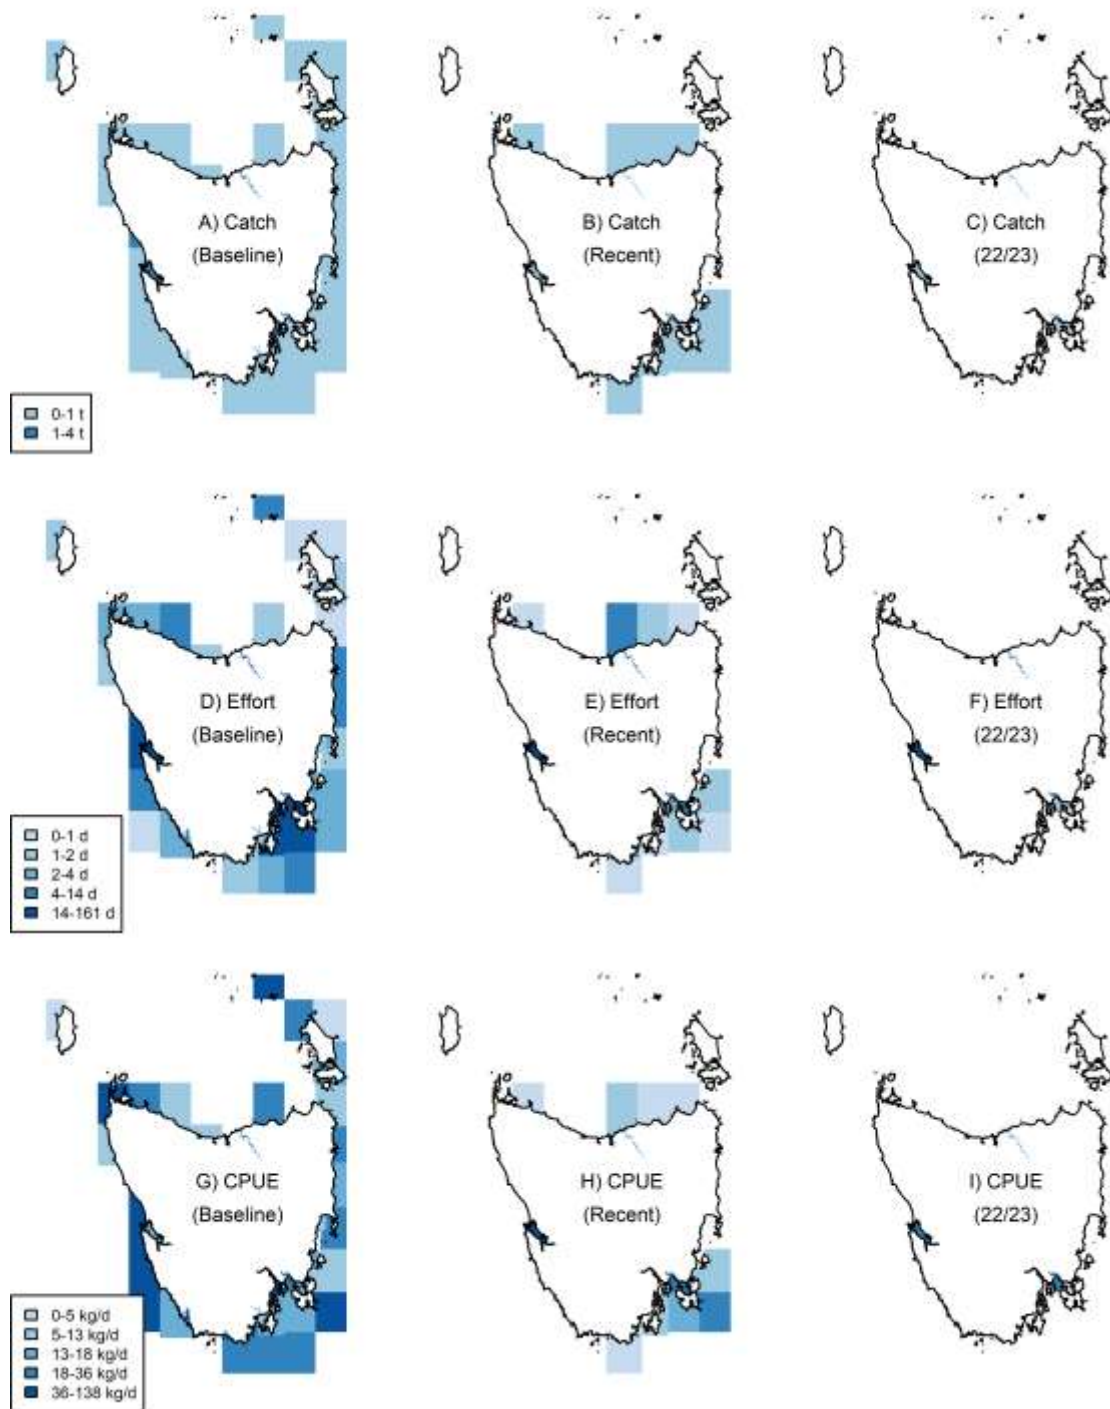 A) Catch
(Baseline)
B) Catch
(Recent)
C) Catch
(22/23)
0-1 t
1-4 t
D) Effort
(Baseline)
E) Effort
(Recent)
F) Effort
(22/23)
0-1 d
1-2 d
2-4 d
4-14 d
14-161 d
G) CPUE
(Baseline)
H) CPUE
(Recent)
I) CPUE
(22/23)
0-5 kg/d
5-13 kg/d
13-18 kg/d
18-36 kg/d
36-138 kg/d